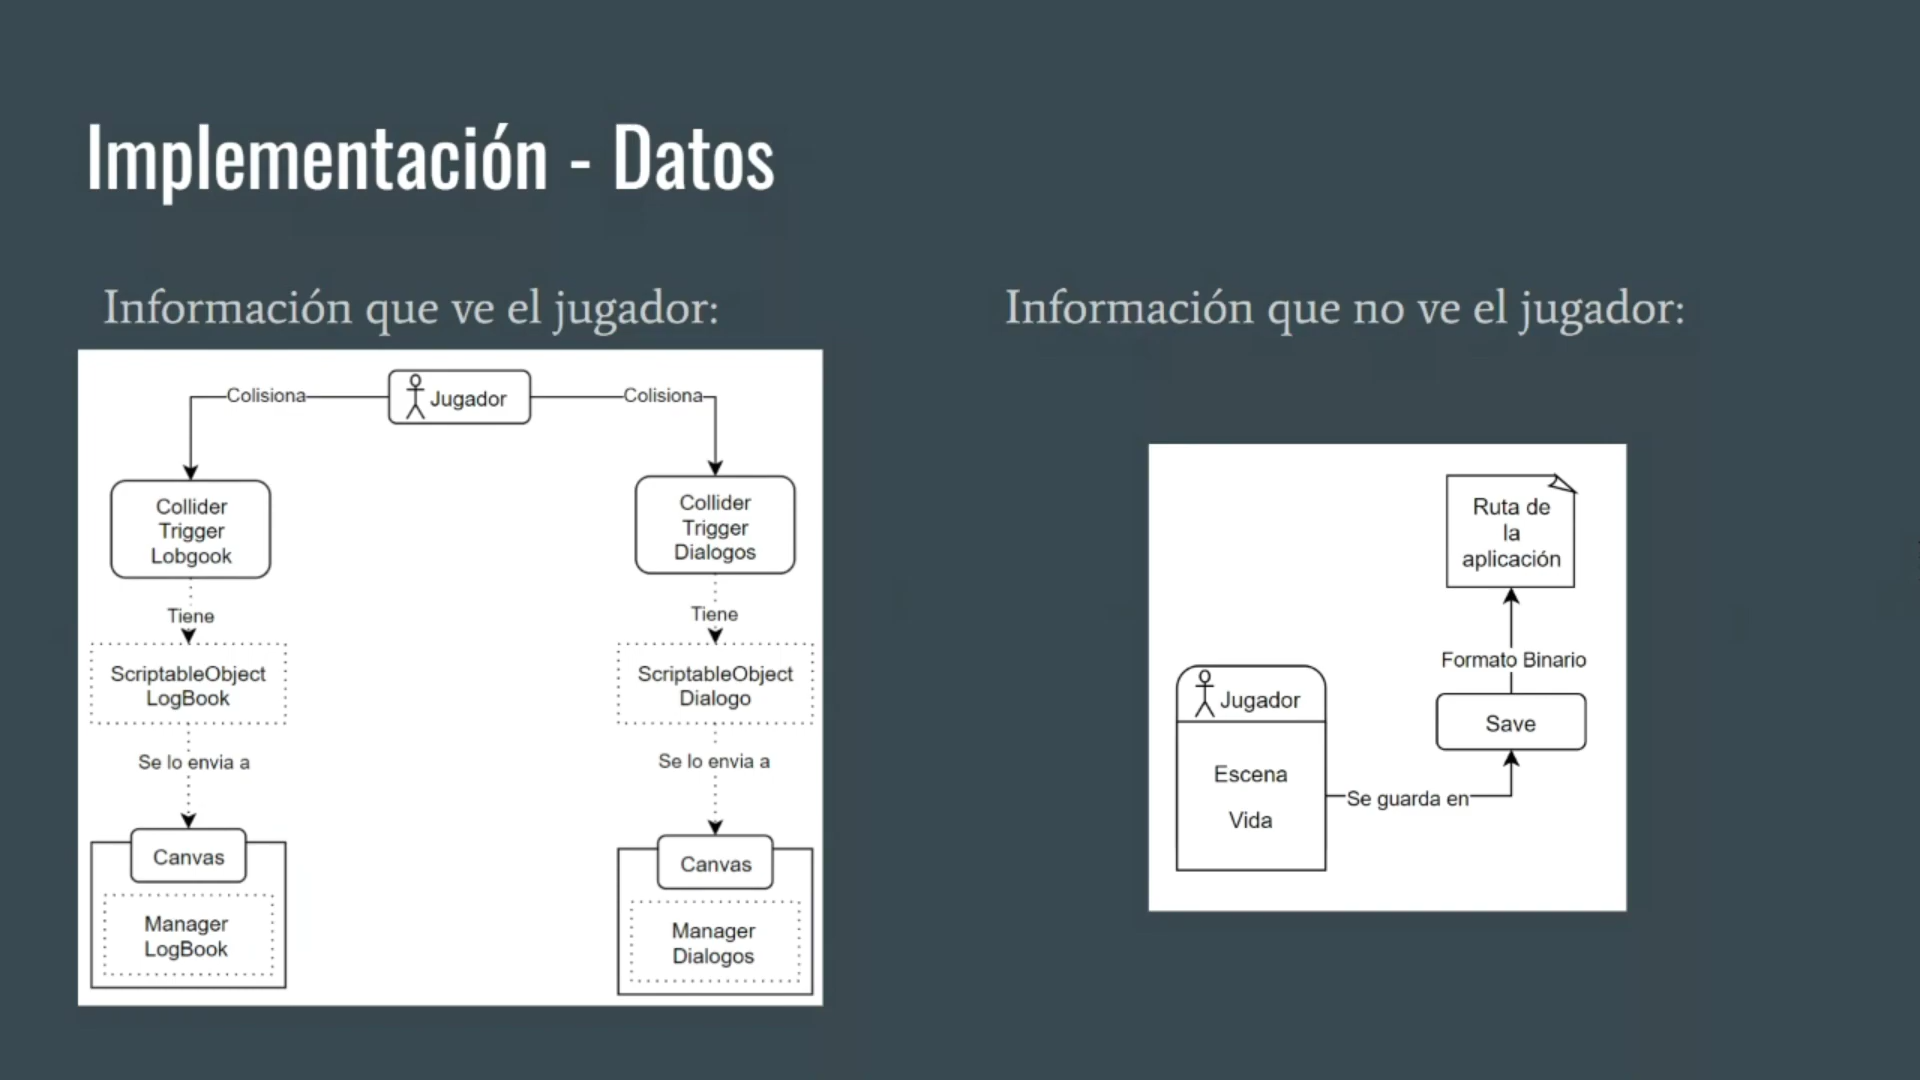 Implementación - Datos
Información que ve el jugador:
Colisiona
Jugador
Colisiona
Collider
Trigger
Lobgook
Collider
Trigger
Dialogos
Tiene
Tiene
ScriptableObject
LogBook
ScriptableObject
Dialogo
Se lo envia a
Se lo envia a
Canvas
Manager
LogBook
Canvas
Manager
Dialogos
Información que no ve el jugador:
Ruta de
la
aplicación
Formato Binario
Save
Jugador
Escena
Vida
Se guarda en